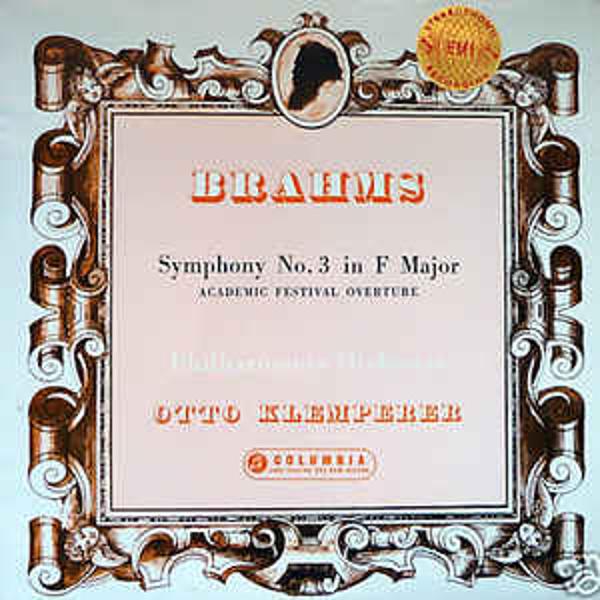 EMI
BRAHMS
Symphony No. 3 in F Major
ACADEMIC FESTIVAL OVERTURE
Philharmonia Orchestra
OTTO KLEMPERER
COLUMBIA